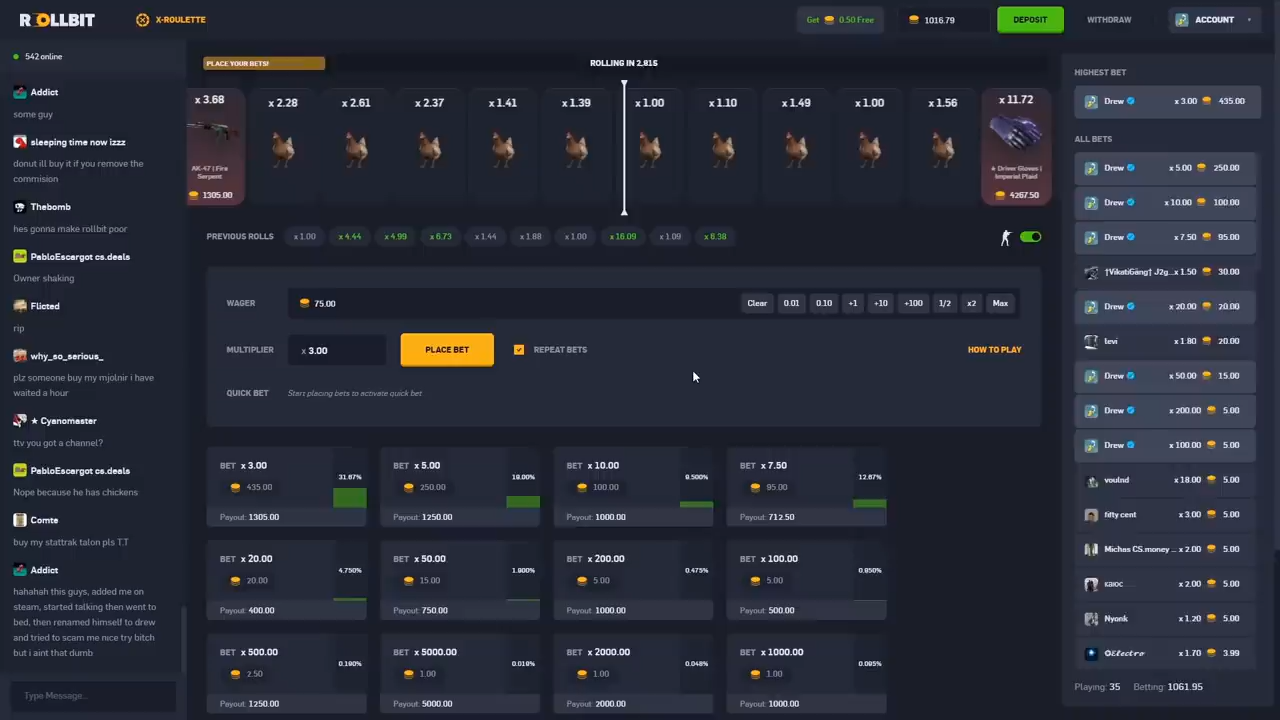 ROLLBIT
X-ROULETTE
Get 0.50 Free
1016.79
DEPOSIT
WITHDRAW
ACCOUNT
542 online
Addict
some guy
sleeping time now izzz
donut ill buy it if you remove the
commision
Thebomb
hes gonna make rollbit poor
PabloEscargot cs.deals
Owner shaking
Flicted
rip
why_so_serious_
plz someone buy my mjolnir i have
waited a hour
★ Cyanomaster
ttv you got a channel?
PabloEscargot cs.deals
Nope because he has chickens
Comte
buy my stattrak talon pls T.T
Addict
hahahah this guys, added me on
steam, started talking then went to
bed, then renamed himself to drew
and tried to scam me nice try bitch
but i aint that dumb
Type Message...
PLACE YOUR BETS!
ROLLING IN 2.81S
x 3.68
AK-47 | Fire
Serpent
1305.00
x 2.28
x 2.61
x 2.37
x 1.41
x 1.39
x 1.00
x 1.10
x 1.49
x 1.00
x 1.56
x 11.72
★ Driver Gloves |
Imperial Plaid
4267.50
PREVIOUS ROLLS
x 1.00
x 4.44
x 4.99
x 6.73
x 1.44
x 1.88
x 1.00
x 16.09
x 1.09
x 6.38
WAGER
75.00
Clear
0.01
0.10
+1
+10
+100
1/2
x2
Max
MULTIPLIER
x 3.00
PLACE BET
REPEAT BETS
HOW TO PLAY
QUICK BET
Start placing bets to activate quick bet
BET x 3.00
435.00
31.67%
Payout: 1305.00
BET x 5.00
250.00
19.00%
Payout: 1250.00
BET x 10.00
100.00
9.500%
Payout: 1000.00
BET x 7.50
95.00
12.67%
Payout: 712.50
BET x 20.00
20.00
4.750%
Payout: 400.00
BET x 50.00
15.00
1.900%
Payout: 750.00
BET x 200.00
5.00
0.475%
Payout: 1000.00
BET x 100.00
5.00
0.950%
Payout: 500.00
BET x 500.00
2.50
0.190%
Payout: 1250.00
BET x 5000.00
1.00
0.019%
Payout: 5000.00
BET x 2000.00
1.00
0.048%
Payout: 2000.00
BET x 1000.00
1.00
0.095%
Payout: 1000.00
HIGHEST BET
Drew x 3.00 435.00
ALL BETS
Drew x 5.00 250.00
Drew x 10.00 100.00
Drew x 7.50 95.00
†VikatiGäng† J2g... x 1.50 30.00
Drew x 20.00 20.00
levi x 1.80 20.00
Drew x 50.00 15.00
Drew x 200.00 5.00
Drew x 100.00 5.00
voulnd x 18.00 5.00
fifty cent x 3.00 5.00
Michas CS.money ... x 2.00 5.00
x 2.00 5.00
Nyonk x 1.20 5.00
x 1.70 3.99
Playing: 35 Betting: 1061.95